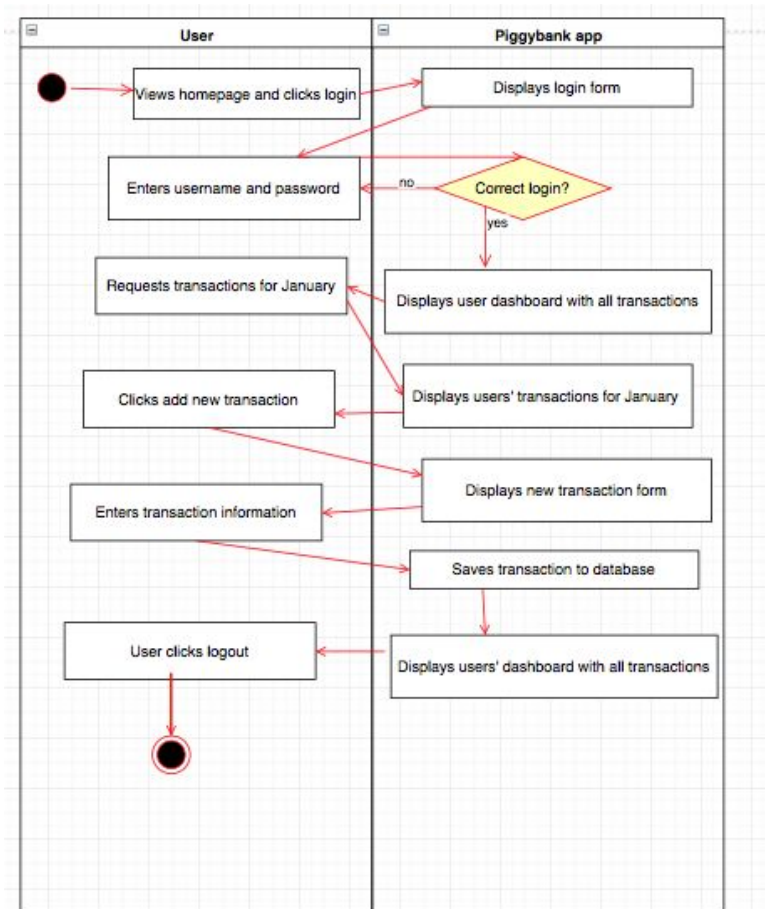 User
Piggybank app
Views homepage and clicks login
Displays login form
Enters username and password
no
Correct login?
yes
Requests transactions for January
Displays user dashboard with all transactions
Clicks add new transaction
Displays users' transactions for January
Displays new transaction form
Enters transaction information
Saves transaction to database
User clicks logout
Displays users' dashboard with all transactions